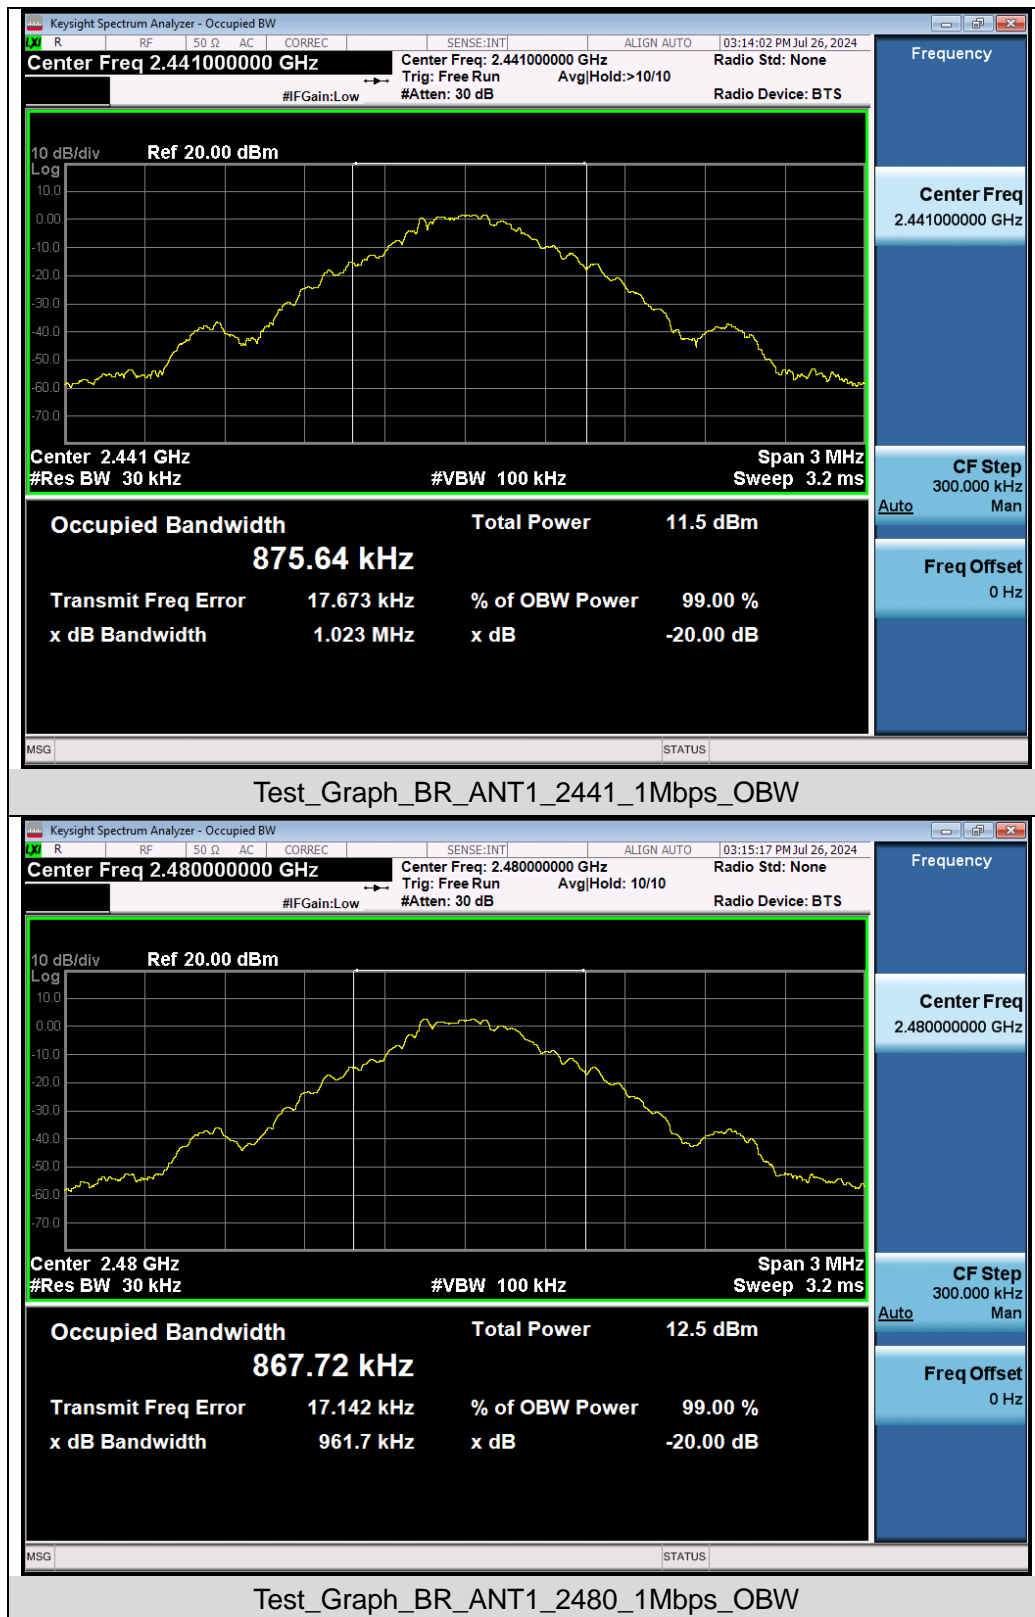 Keysight Spectrum Analyzer - Occupied BW
LXI R RF 50 Ω AC CORREC SENSE:INT ALIGN AUTO 03:14:02 PM Jul 26, 2024
Center Freq 2.441000000 GHz
Center Freq: 2.441000000 GHz
Radio Std: None
Trig: Free Run Avg|Hold:>10/10
#IFGain:Low
#Atten: 30 dB
Radio Device: BTS
10 dB/div Ref 20.00 dBm
Log
10.0
0.00
-10.0
-20.0
-30.0
-40.0
-50.0
-60.0
-70.0
Center 2.441 GHz Span 3 MHz
#Res BW 30 kHz #VBW 100 kHz Sweep 3.2 ms
Occupied Bandwidth Total Power 11.5 dBm
875.64 kHz
Transmit Freq Error 17.673 kHz % of OBW Power 99.00 %
x dB Bandwidth 1.023 MHz x dB -20.00 dB
MSG STATUS
Frequency
Center Freq
2.441000000 GHz
CF Step
300.000 kHz
Auto Man
Freq Offset
0 Hz
Test_Graph_BR_ANT1_2441_1Mbps_OBW
Keysight Spectrum Analyzer - Occupied BW
LXI R RF 50 Ω AC CORREC SENSE:INT ALIGN AUTO 03:15:17 PM Jul 26, 2024
Center Freq 2.480000000 GHz
Center Freq: 2.480000000 GHz
Radio Std: None
Trig: Free Run Avg|Hold: 10/10
#IFGain:Low
#Atten: 30 dB
Radio Device: BTS
10 dB/div Ref 20.00 dBm
Log
10.0
0.00
-10.0
-20.0
-30.0
-40.0
-50.0
-60.0
-70.0
Center 2.48 GHz Span 3 MHz
#Res BW 30 kHz #VBW 100 kHz Sweep 3.2 ms
Occupied Bandwidth Total Power 12.5 dBm
867.72 kHz
Transmit Freq Error 17.142 kHz % of OBW Power 99.00 %
x dB Bandwidth 961.7 kHz x dB -20.00 dB
MSG STATUS
Frequency
Center Freq
2.480000000 GHz
CF Step
300.000 kHz
Auto Man
Freq Offset
0 Hz
Test_Graph_BR_ANT1_2480_1Mbps_OBW